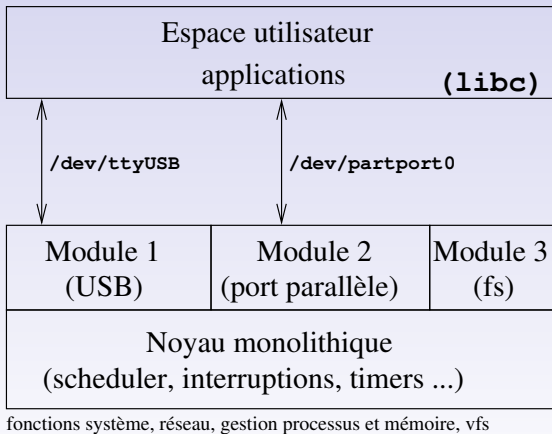 Espace utilisateur
applications
(libc)
/dev/ttyUSB
/dev/partport0
Module 1
(USB)
Module 2
(port parallèle)
Module 3
(fs)
Noyau monolithique
(scheduler, interruptions, timers ...)
fonctions système, réseau, gestion processus et mémoire, vfs